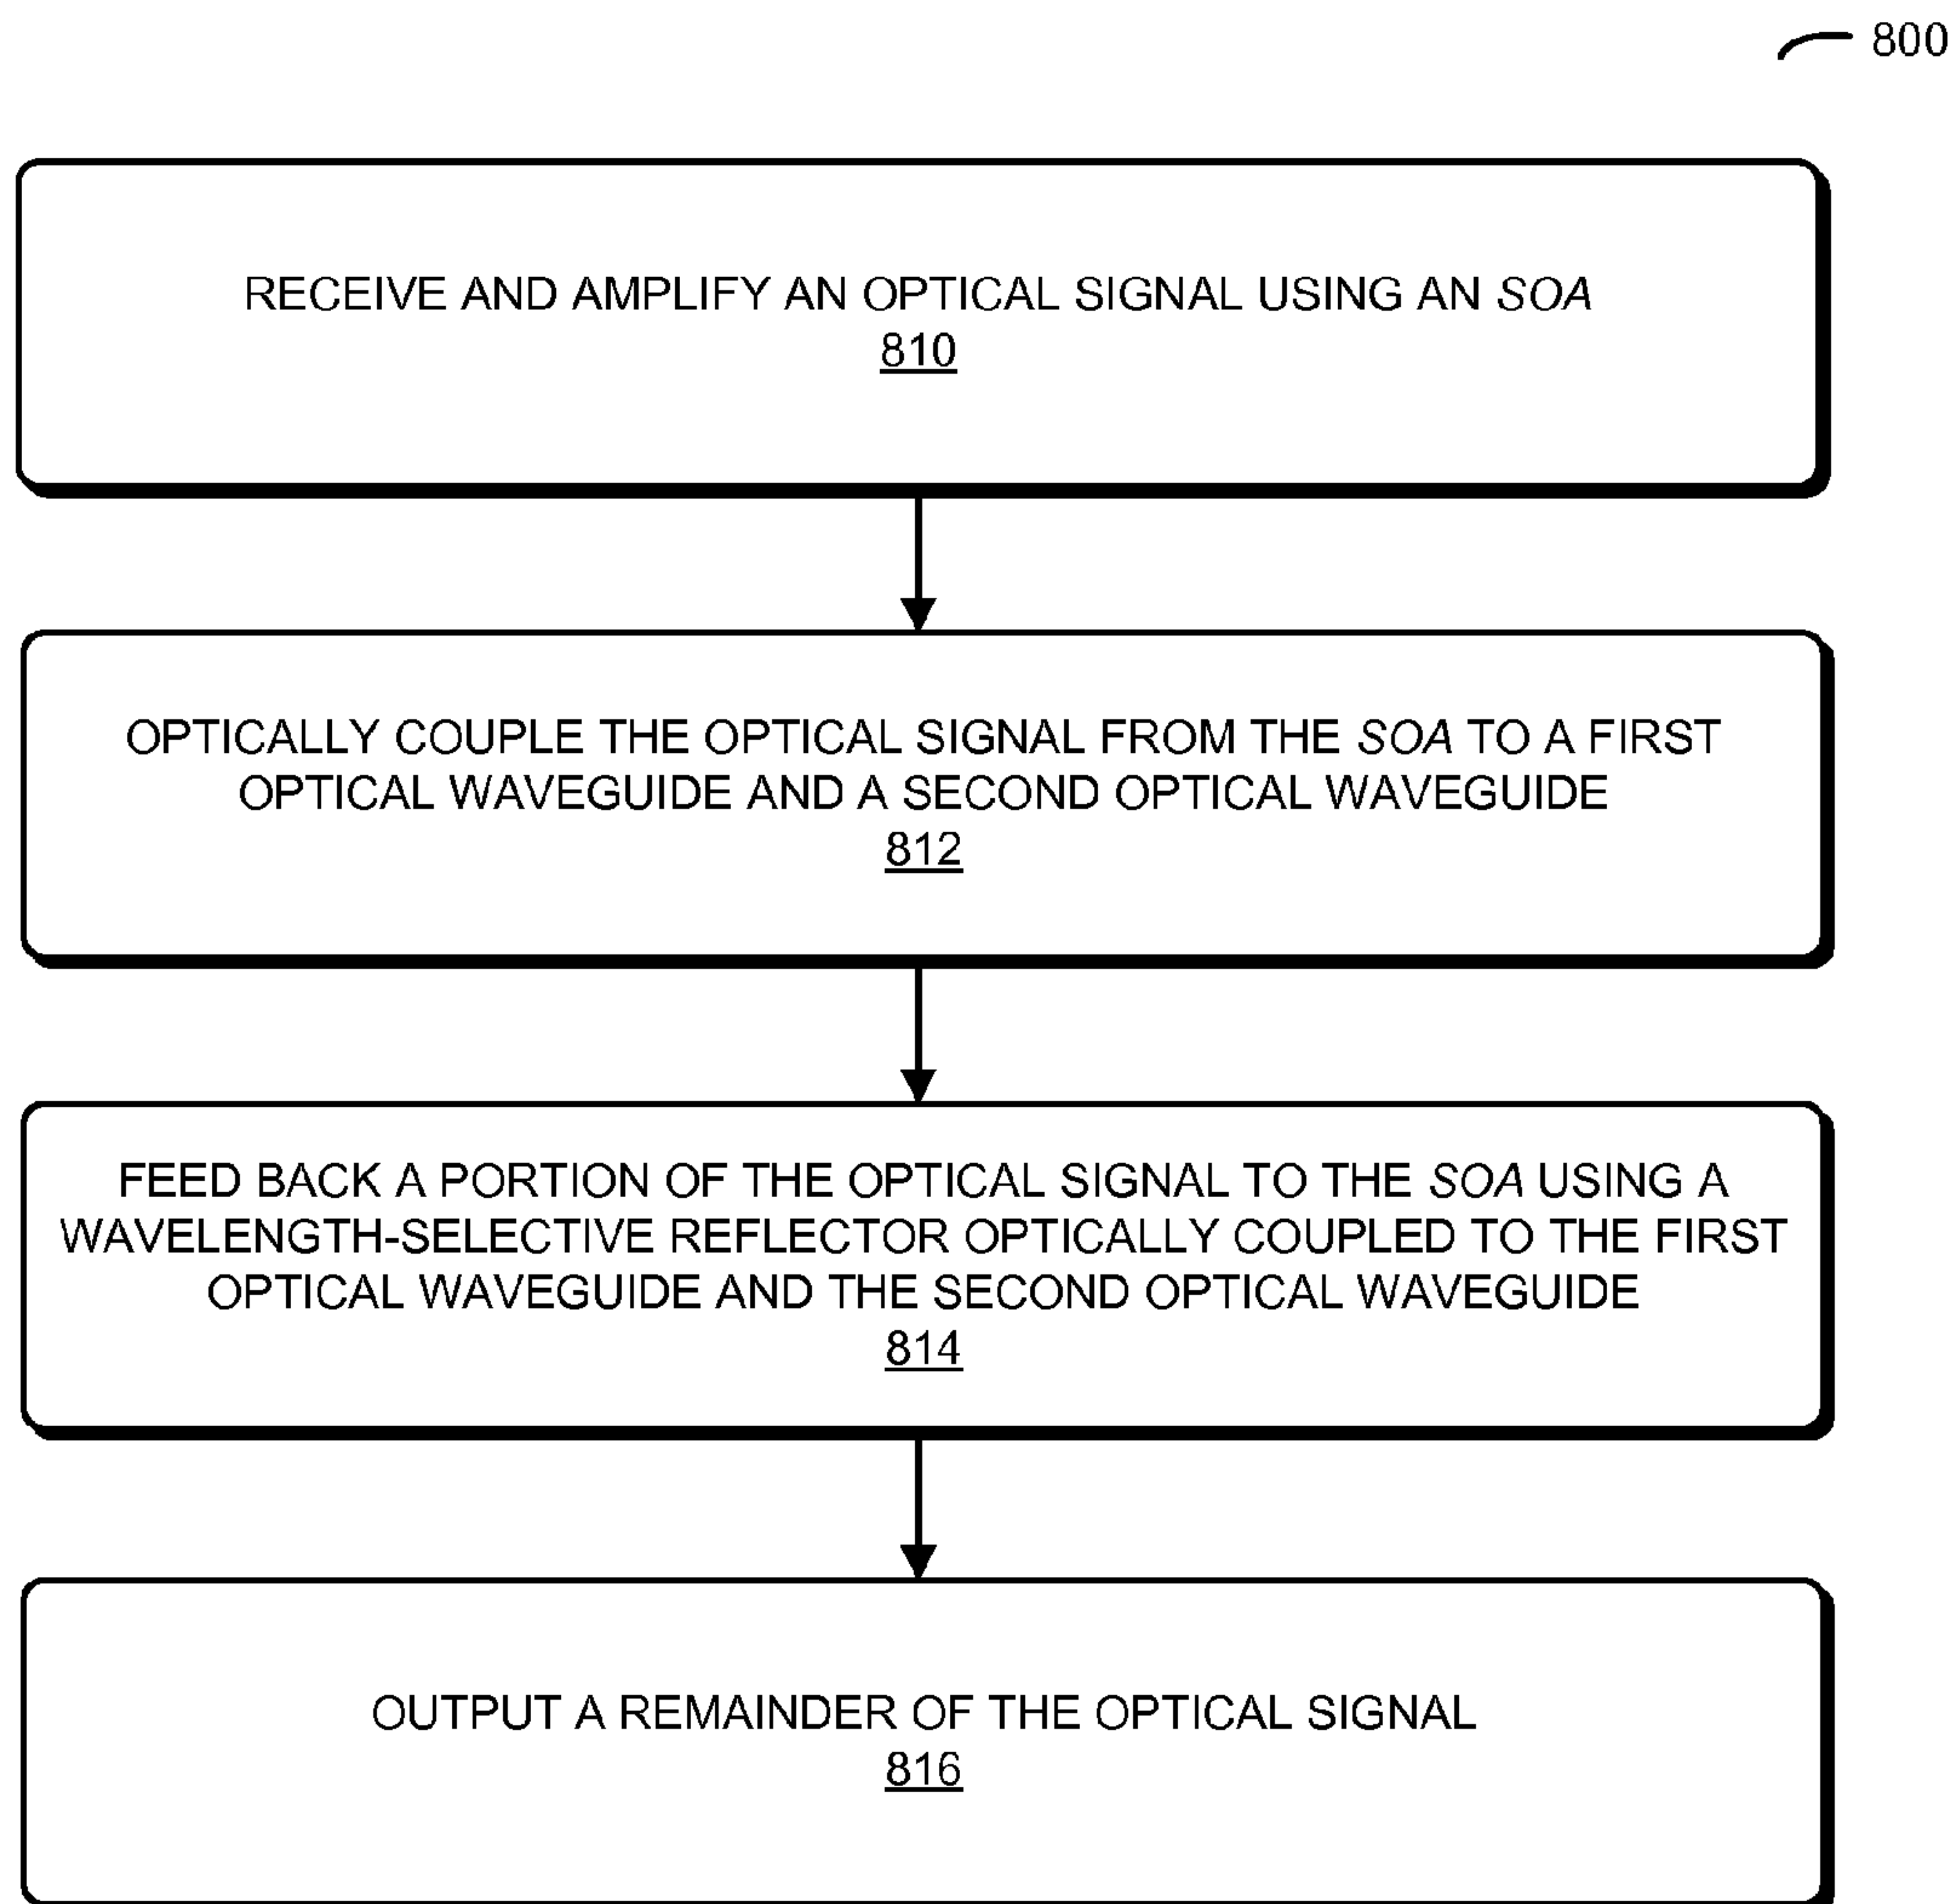 800
RECEIVE AND AMPLIFY AN OPTICAL SIGNAL USING AN SOA
810
OPTICALLY COUPLE THE OPTICAL SIGNAL FROM THE SOA TO A FIRST
OPTICAL WAVEGUIDE AND A SECOND OPTICAL WAVEGUIDE
812
FEED BACK A PORTION OF THE OPTICAL SIGNAL TO THE SOA USING A
WAVELENGTH-SELECTIVE REFLECTOR OPTICALLY COUPLED TO THE FIRST
OPTICAL WAVEGUIDE AND THE SECOND OPTICAL WAVEGUIDE
814
OUTPUT A REMAINDER OF THE OPTICAL SIGNAL
816